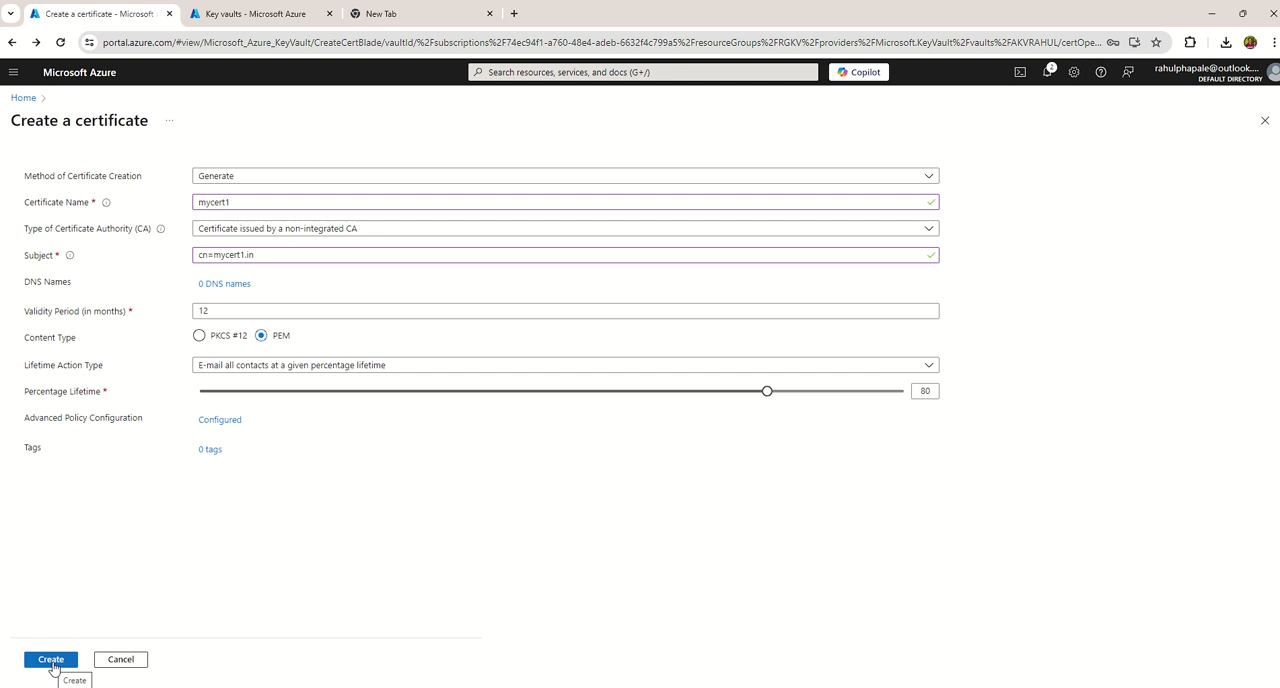 Create a certificate - Microsoft
Key vaults - Microsoft Azure
New Tab
portal.azure.com/#view/Microsoft_Azure_KeyVault/CreateCertBlade/vaultId/%2Fsubscriptions%2F74ec94f1-a760-48e4-adeb-6632f4c799a5%2FresourceGroups%2FRGKV%2Fproviders%2FMicrosoft.KeyVault%2Fvaults%2FAKVRAHUL/certOpe...
Microsoft Azure
Search resources, services, and docs (G+/)
Copilot
2
rahulphapale@outlook....
DEFAULT DIRECTORY
Home
Create a certificate
...
Method of Certificate Creation
Generate
Certificate Name *
mycert1
Type of Certificate Authority (CA)
Certificate issued by a non-integrated CA
Subject *
cn=mycert1.in
DNS Names
0 DNS names
Validity Period (in months) *
12
Content Type
PKCS #12
PEM
Lifetime Action Type
E-mail all contacts at a given percentage lifetime
Percentage Lifetime *
80
Advanced Policy Configuration
Configured
Tags
0 tags
Create
Cancel
Create